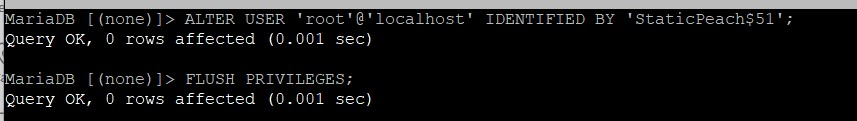 MariaDB [(none)]> ALTER USER 'root'@'localhost' IDENTIFIED BY 'StaticPeach$51';
Query OK, 0 rows affected (0.001 sec)
MariaDB [(none)]> FLUSH PRIVILEGES;
Query OK, 0 rows affected (0.001 sec)